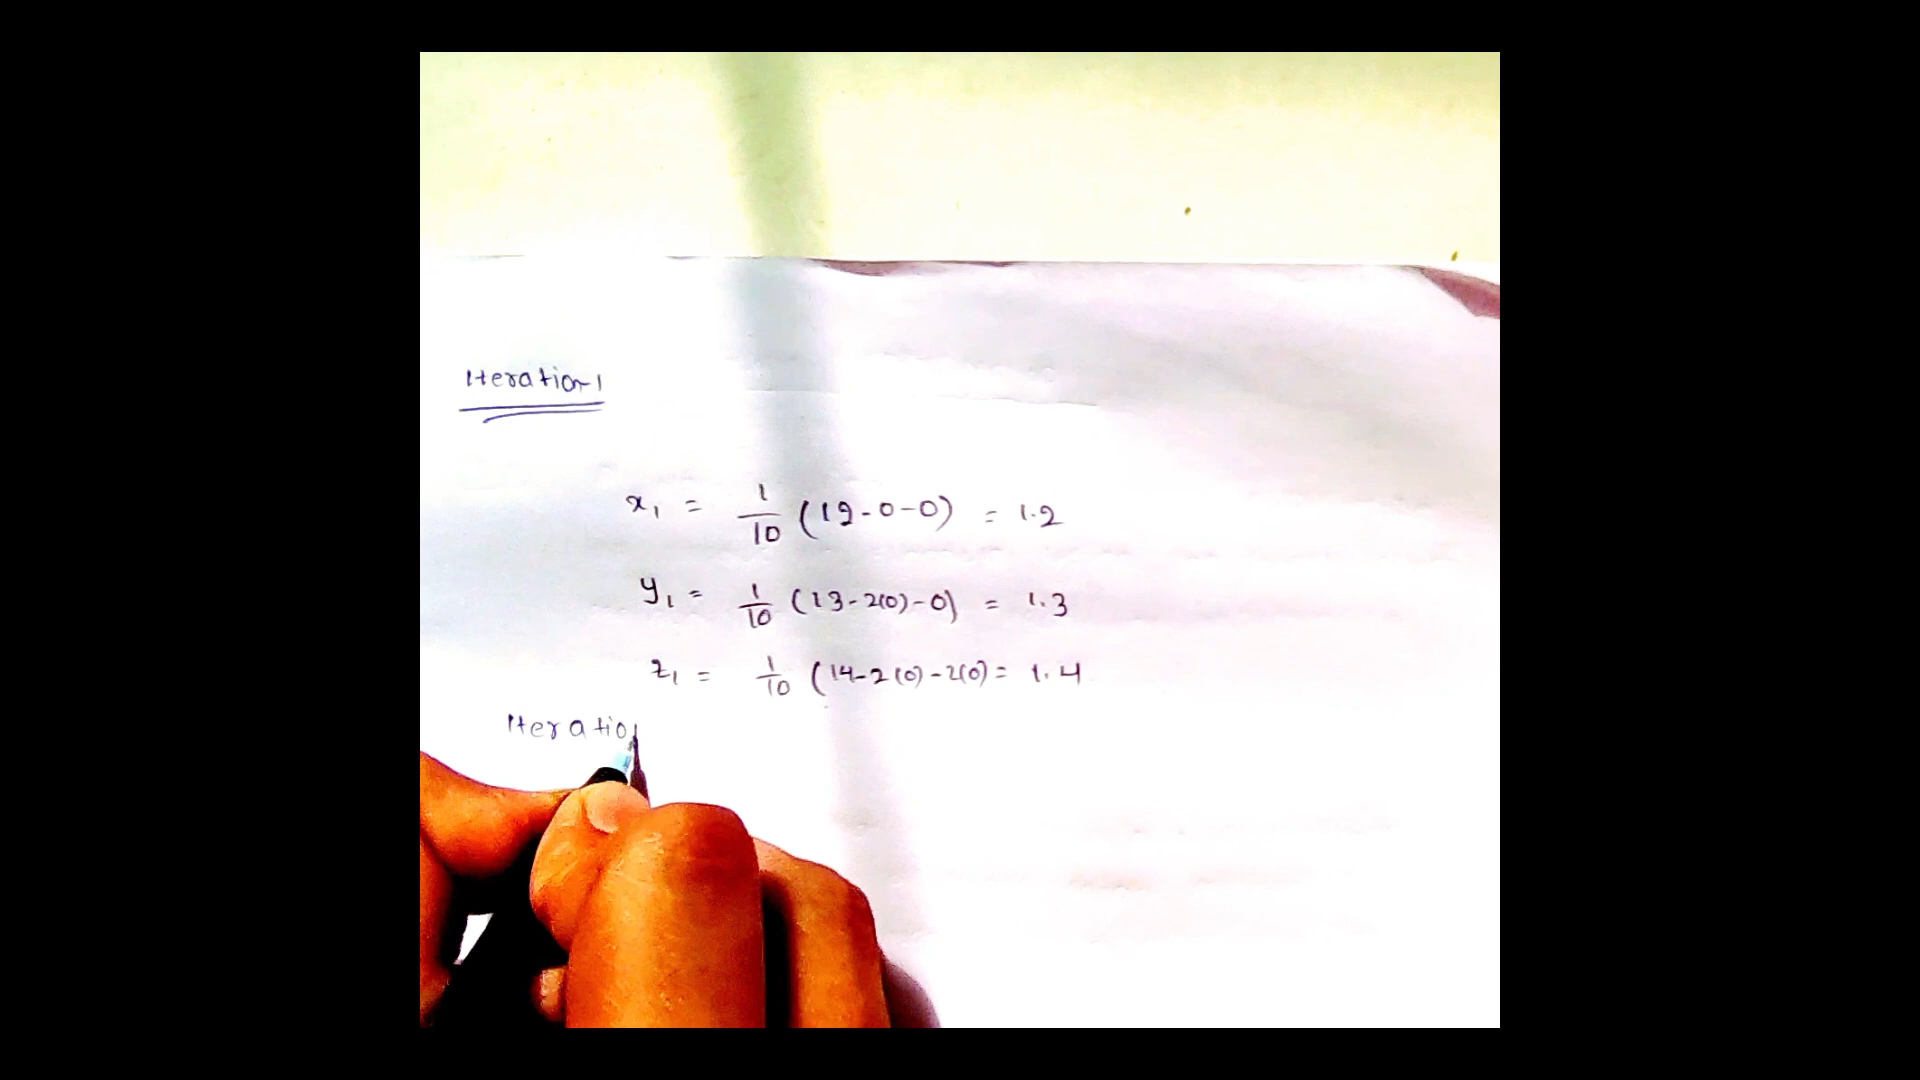 Iteration-1
x₁ = 1/10 (12-0-0) = 1.2
y₁ = 1/10 (13-2(0)-0) = 1.3
z₁ = 1/10 (14-2(0)-2(0) = 1.4
Iteratio